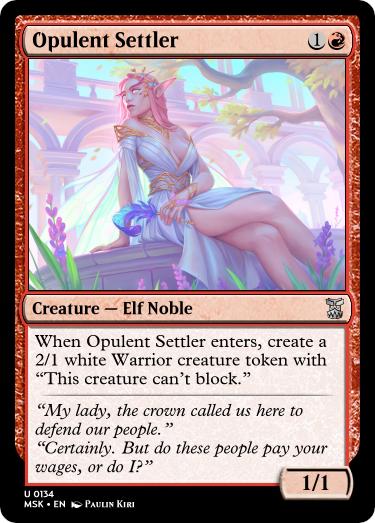 Opulent Settler 1
Creature — Elf Noble
When Opulent Settler enters, create a
2/1 white Warrior creature token with
“This creature can’t block.”
“My lady, the crown called us here to
defend our people.”
“Certainly. But do these people pay your
wages, or do I?”
1/1
U 0134
MSK • EN Paulin Kiri